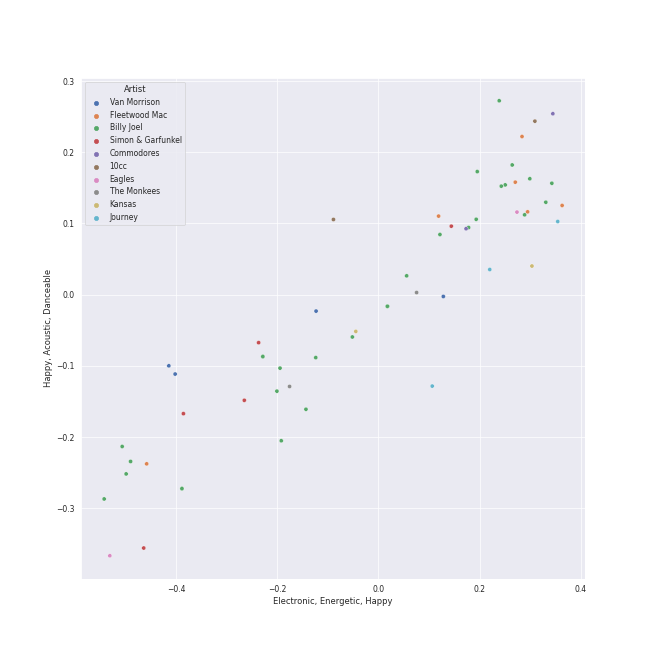 Artist
Van Morrison
Fleetwood Mac
Billy Joel
Simon & Garfunkel
Commodores
10cc
Eagles
The Monkees
Kansas
Journey
0.3
0.2
0.1
0.0
−0.1
−0.2
−0.3
Happy, Acoustic, Danceable
−0.4
−0.2
0.0
0.2
0.4
Electronic, Energetic, Happy